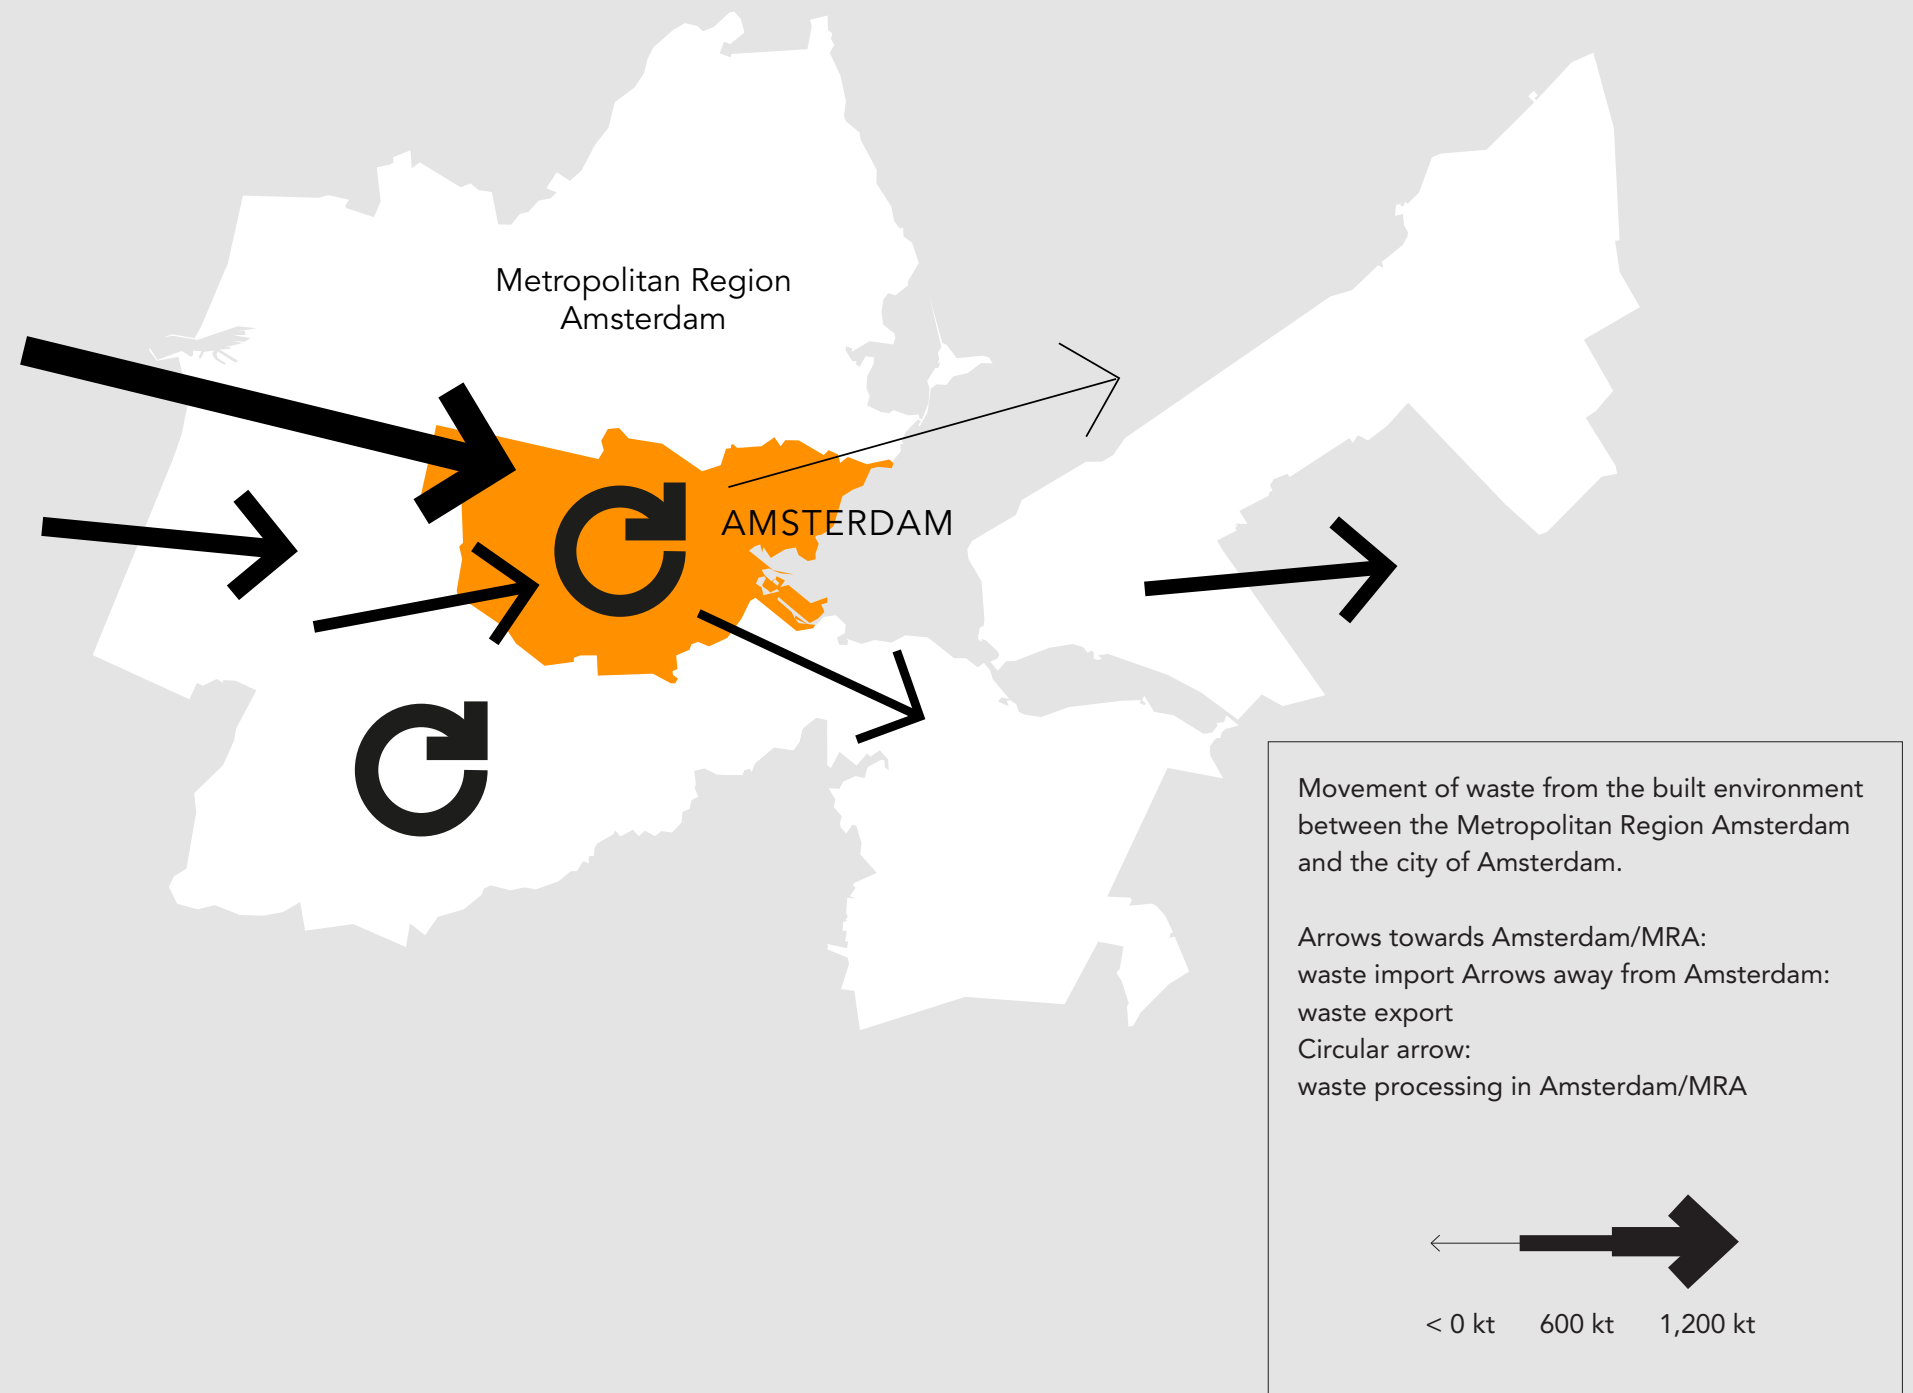 Metropolitan Region
Amsterdam
AMSTERDAM
Movement of waste from the built environment
between the Metropolitan Region Amsterdam
and the city of Amsterdam.
Arrows towards Amsterdam/MRA:
waste import Arrows away from Amsterdam:
waste export
Circular arrow:
waste processing in Amsterdam/MRA
< 0 kt 600 kt 1,200 kt